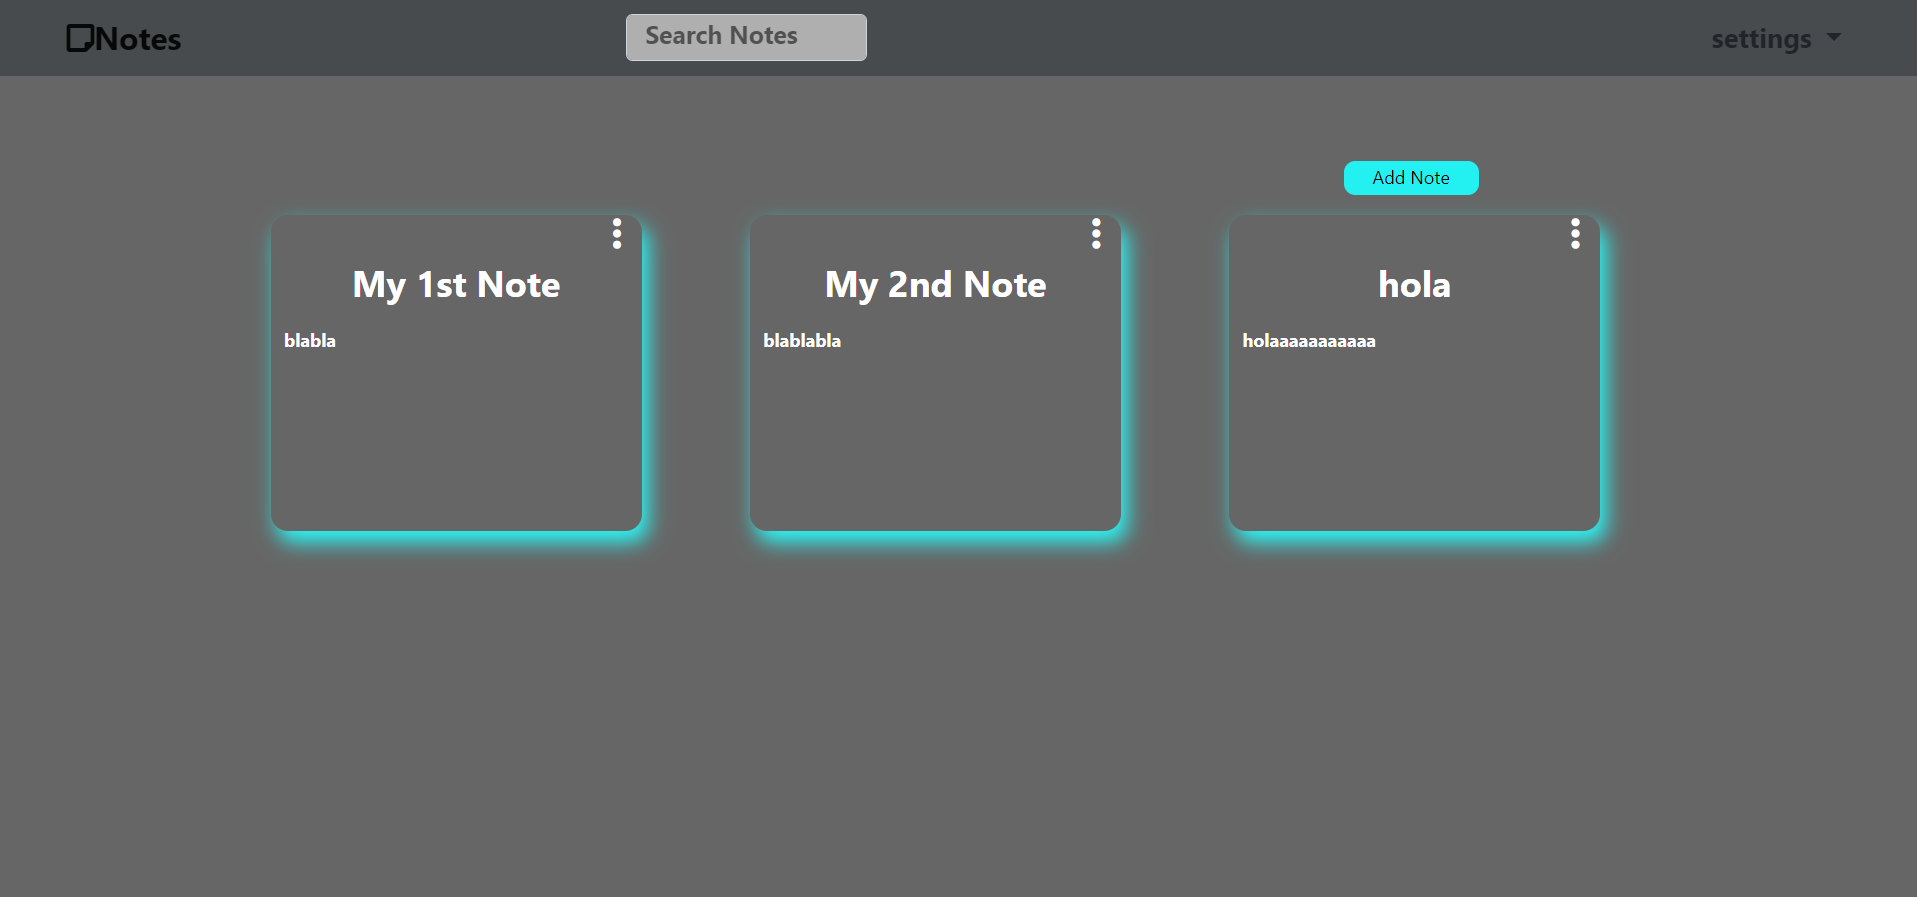 Notes
Search Notes
settings
Add Note
My 1st Note
blabla
My 2nd Note
blablabla
hola
holaaaaaaaaaaa